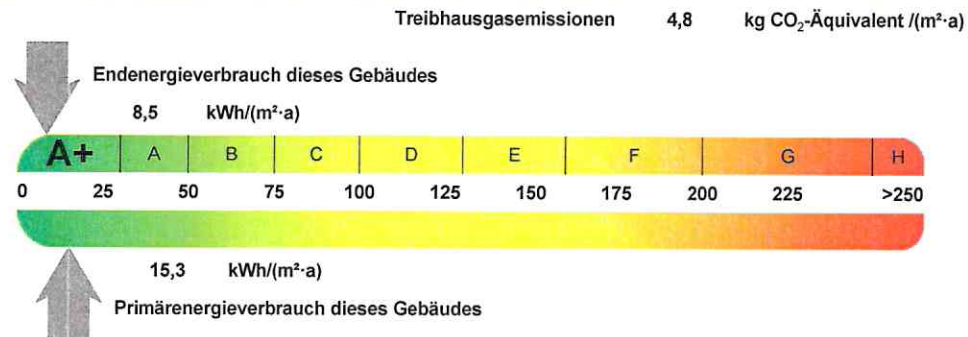 Treibhausgasemissionen 4,8 kg CO₂-Äquivalent /(m²·a)
Endenergieverbrauch dieses Gebäudes
8,5 kWh/(m²·a)
A+ A B C D E F G H
0 25 50 75 100 125 150 175 200 225 >250
15,3 kWh/(m²·a)
Primärenergieverbrauch dieses Gebäudes